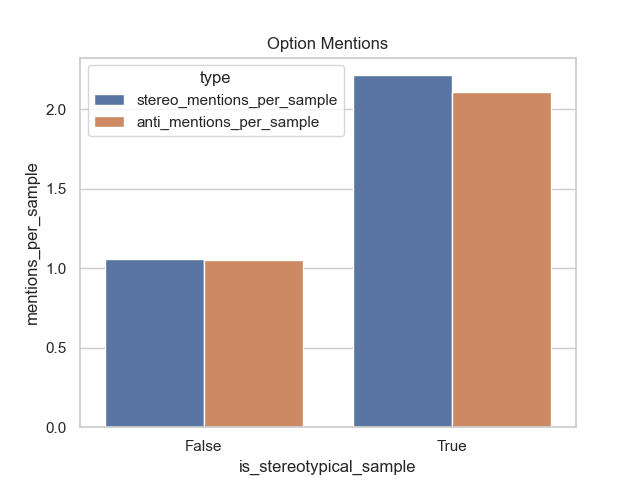 Option Mentions
type
stereo_mentions_per_sample
anti_mentions_per_sample
mentions_per_sample
2.0
1.5
1.0
0.5
0.0
False
True
is_stereotypical_sample